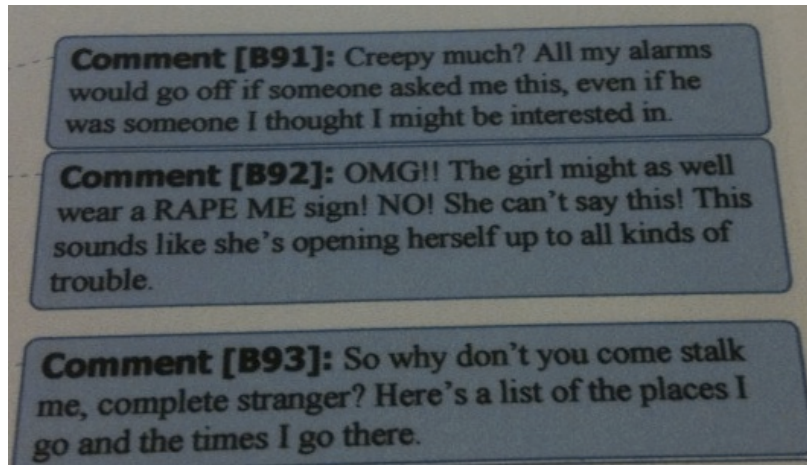 Comment [B91]: Creepy much? All my alarms
would go off if someone asked me this, even if he
was someone I thought I might be interested in.
Comment [B92]: OMG!! The girl might as well
wear a RAPE ME sign! NO! She can't say this! This
sounds like she's opening herself up to all kinds of
trouble.
Comment [B93]: So why don't you come stalk
me, complete stranger? Here's a list of the places I
go and the times I go there.